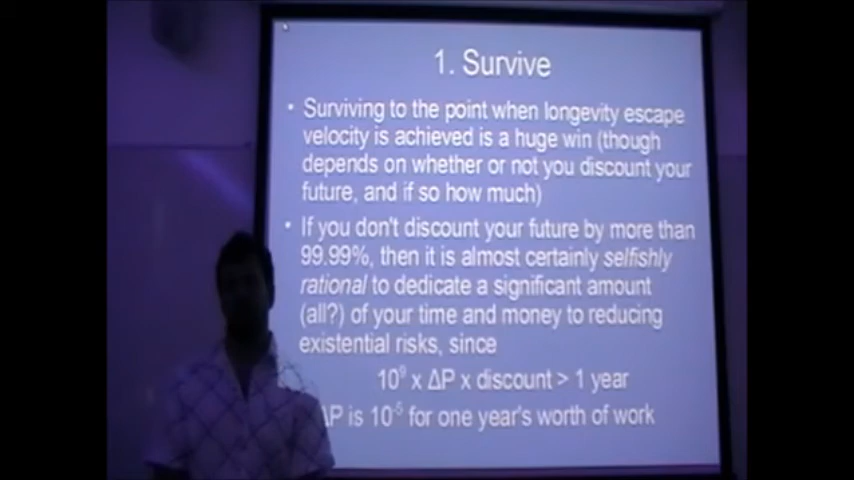 1. Survive
• Surviving to the point when longevity escape
velocity is achieved is a huge win (though
depends on whether or not you discount your
future, and if so how much)
• If you don't discount your future by more than
99.99%, then it is almost certainly selfishly
rational to dedicate a significant amount
(all?) of your time and money to reducing
existential risks, since
10⁹ x ΔP x discount > 1 year
ΔP is 10⁻⁵ for one year's worth of work